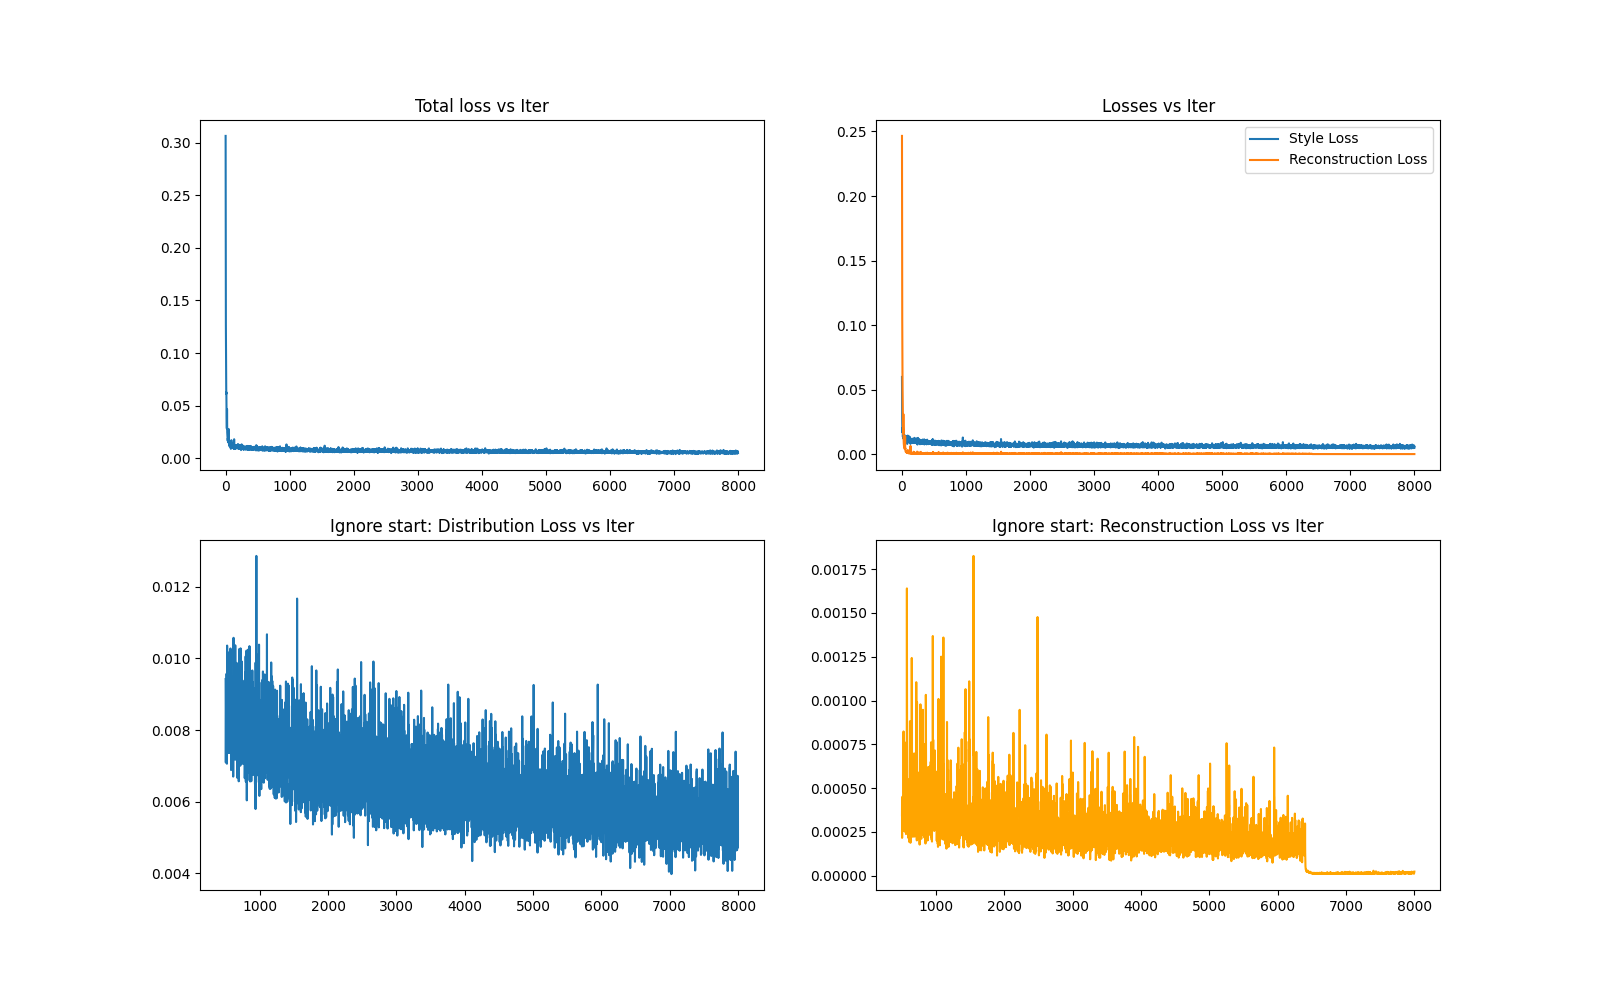 Total loss vs Iter
0.30
0.25
0.20
0.15
0.10
0.05
0.00
0 1000 2000 3000 4000 5000 6000 7000 8000
Losses vs Iter
Style Loss
Reconstruction Loss
0.25
0.20
0.15
0.10
0.05
0.00
0 1000 2000 3000 4000 5000 6000 7000 8000
Ignore start: Distribution Loss vs Iter
0.012
0.010
0.008
0.006
0.004
1000 2000 3000 4000 5000 6000 7000 8000
Ignore start: Reconstruction Loss vs Iter
0.00175
0.00150
0.00125
0.00100
0.00075
0.00050
0.00025
0.00000
1000 2000 3000 4000 5000 6000 7000 8000